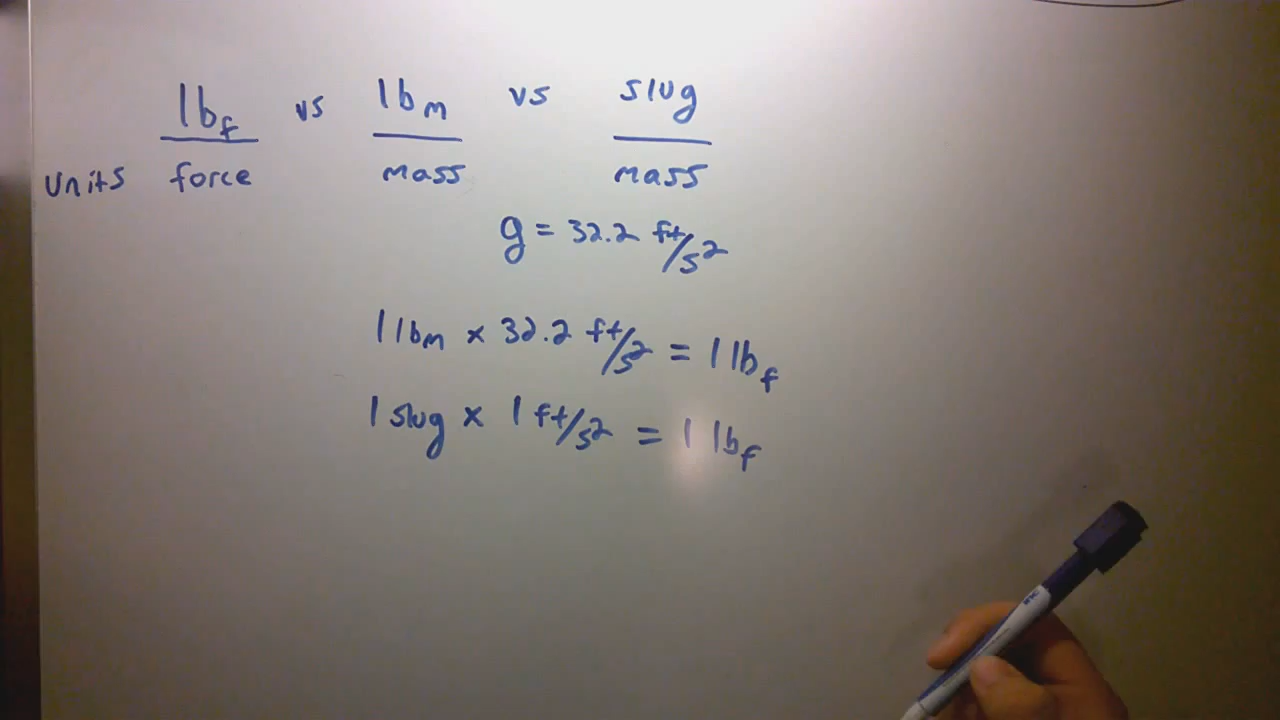 lbf vs lbm vs slug
units force mass mass
g = 32.2 ft/s²
1 lbm × 32.2 ft/s² = 1 lbf
1 slug × 1 ft/s² = 1 lbf